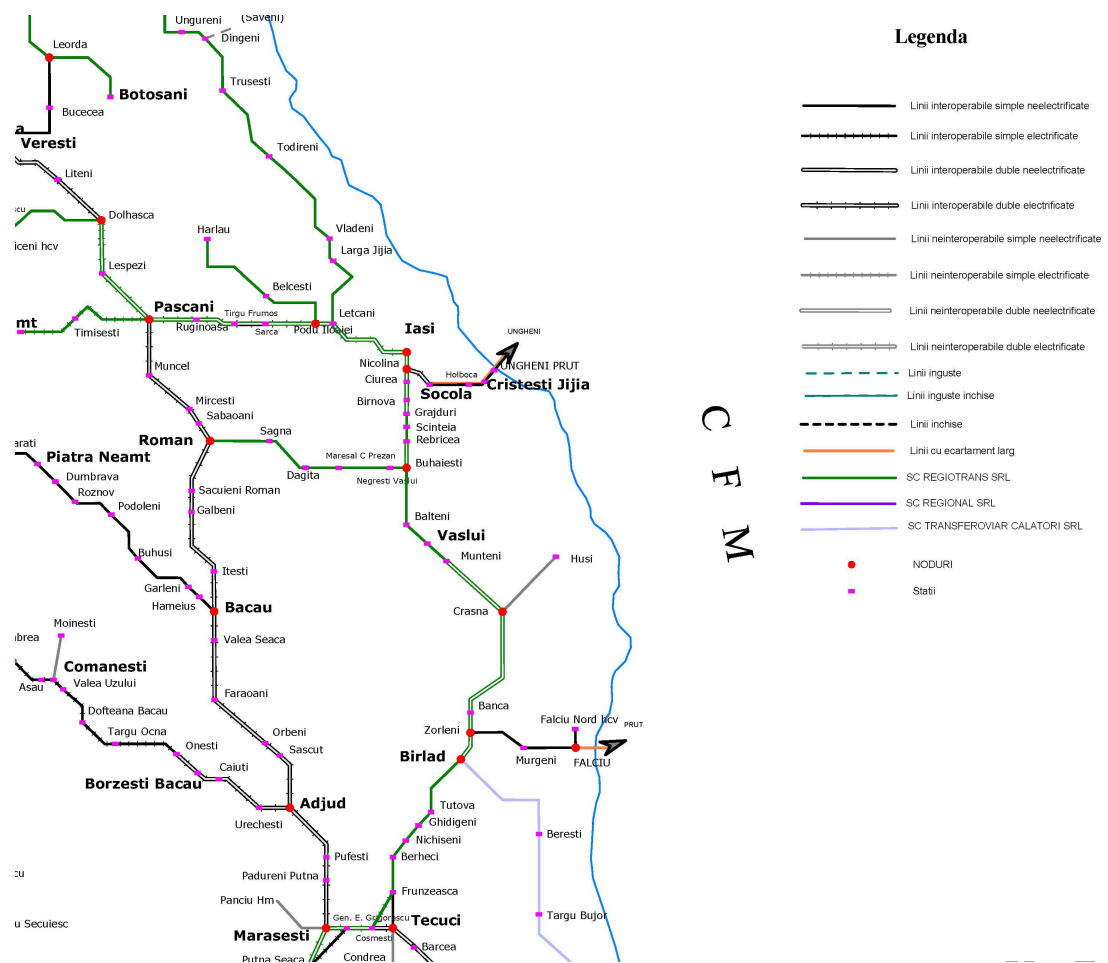 Ungureni
(Saveni)
Dingeni
Legenda
Leorda
Trusesti
Botosani
Bucecea
Linii interoperabile simple neelectrificate
a
Veresti
Linii interoperabile simple electrificate
Todireni
Liteni
Linii interoperabile duble neelectrificate
Dolhasca
Linii interoperabile duble electrificate
cu
Harlau
Vladeni
Linii neinteroperabile simple neelectrificate
iceni hcv
Larga Jijia
Lespezi
Linii neinteroperabile simple electrificate
Belcesti
Pascani
Tirgu Frumos
Letcani
Linii neinteroperabile duble neelectrificate
mt
Timisesti
Ruginoasa
Sarca
Podu Iloaiei
Iasi
UNGHENI
Linii neinteroperabile duble electrificate
Muncel
Nicolina
UNGHENI PRUT
Linii inguste
Ciurea
Holboca
Cristesti Jijia
Socola
Linii inguste inchise
Mircesti
Birnova
Sabaoani
Grajduri
C
Scinteia
Linii inchise
Roman
Sagna
Rebricea
F
arati
Piatra Neamt
Maresal C Prezan
Buhaiesti
Linii cu ecartament larg
Dumbrava
Dagita
Negresti Vaslui
SC REGIOTRANS SRL
Roznov
Sacuieni Roman
M
SC REGIONAL SRL
Podoleni
Galbeni
Balteni
SC TRANSFEROVIAR CALATORI SRL
Vaslui
Buhusi
Munteni
Husi
NODURI
Itesti
Garleni
Statii
Hameius
Bacau
Crasna
Moinesti
brea
Valea Seaca
Comanesti
Asau
Valea Uzului
Faraoani
Dofteana Bacau
Banca
Falciu Nord hcv
PRUT
Targu Ocna
Orbeni
Zorleni
Onesti
Sascut
Birlad
Murgeni
FALCIU
Caiuti
Borzesti Bacau
Adjud
Tutova
Urechesti
Ghidigeni
Beresti
Nichiseni
Pufesti
Berheci
cu
Padureni Putna
Frunzeasca
Panciu Hm
Gen. E. Grigorescu
Tecuci
Targu Bujor
u Secuiesc
Marasesti
Cosmesti
Barcea
Putna Seaca
Condrea